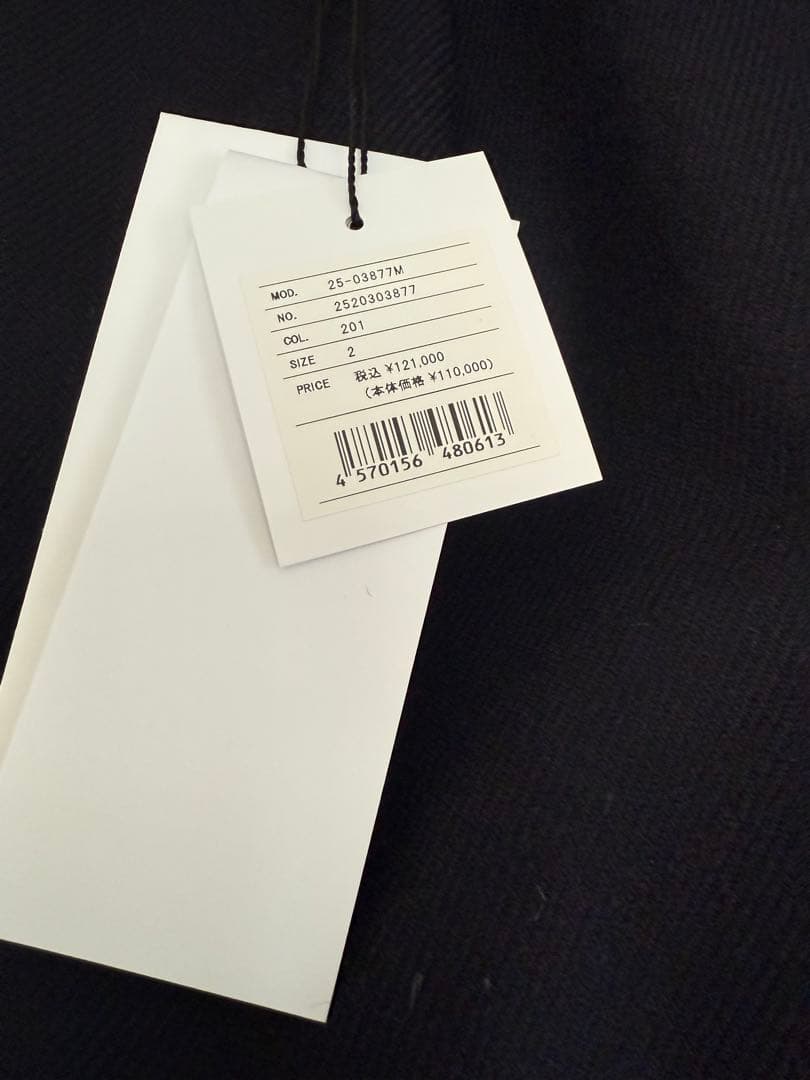 MOD. 25-03877M
NO. 2520303877
COL. 201
SIZE 2
PRICE 税込 ¥121,000
(本体価格 ¥110,000)
4 570156 480613